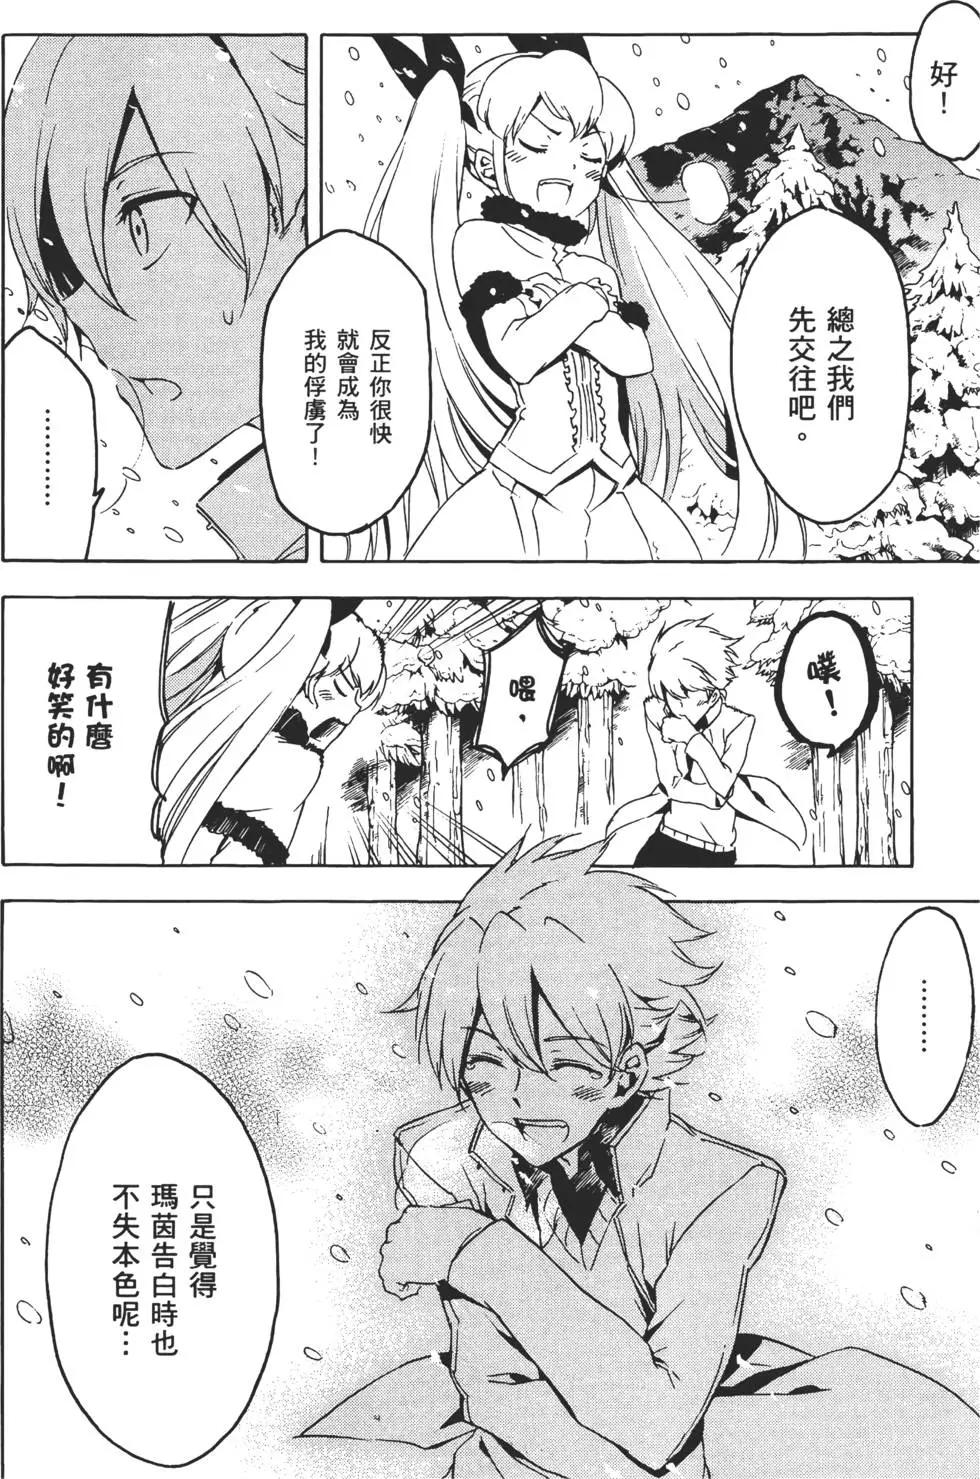 好！
總之我們
先交往吧。
反正你很快
就會成為
我的俘虜了！
………
噗！
喂，
有什麼
好笑的啊！
………
只是覺得
瑪茵告白時也
不失本色呢…